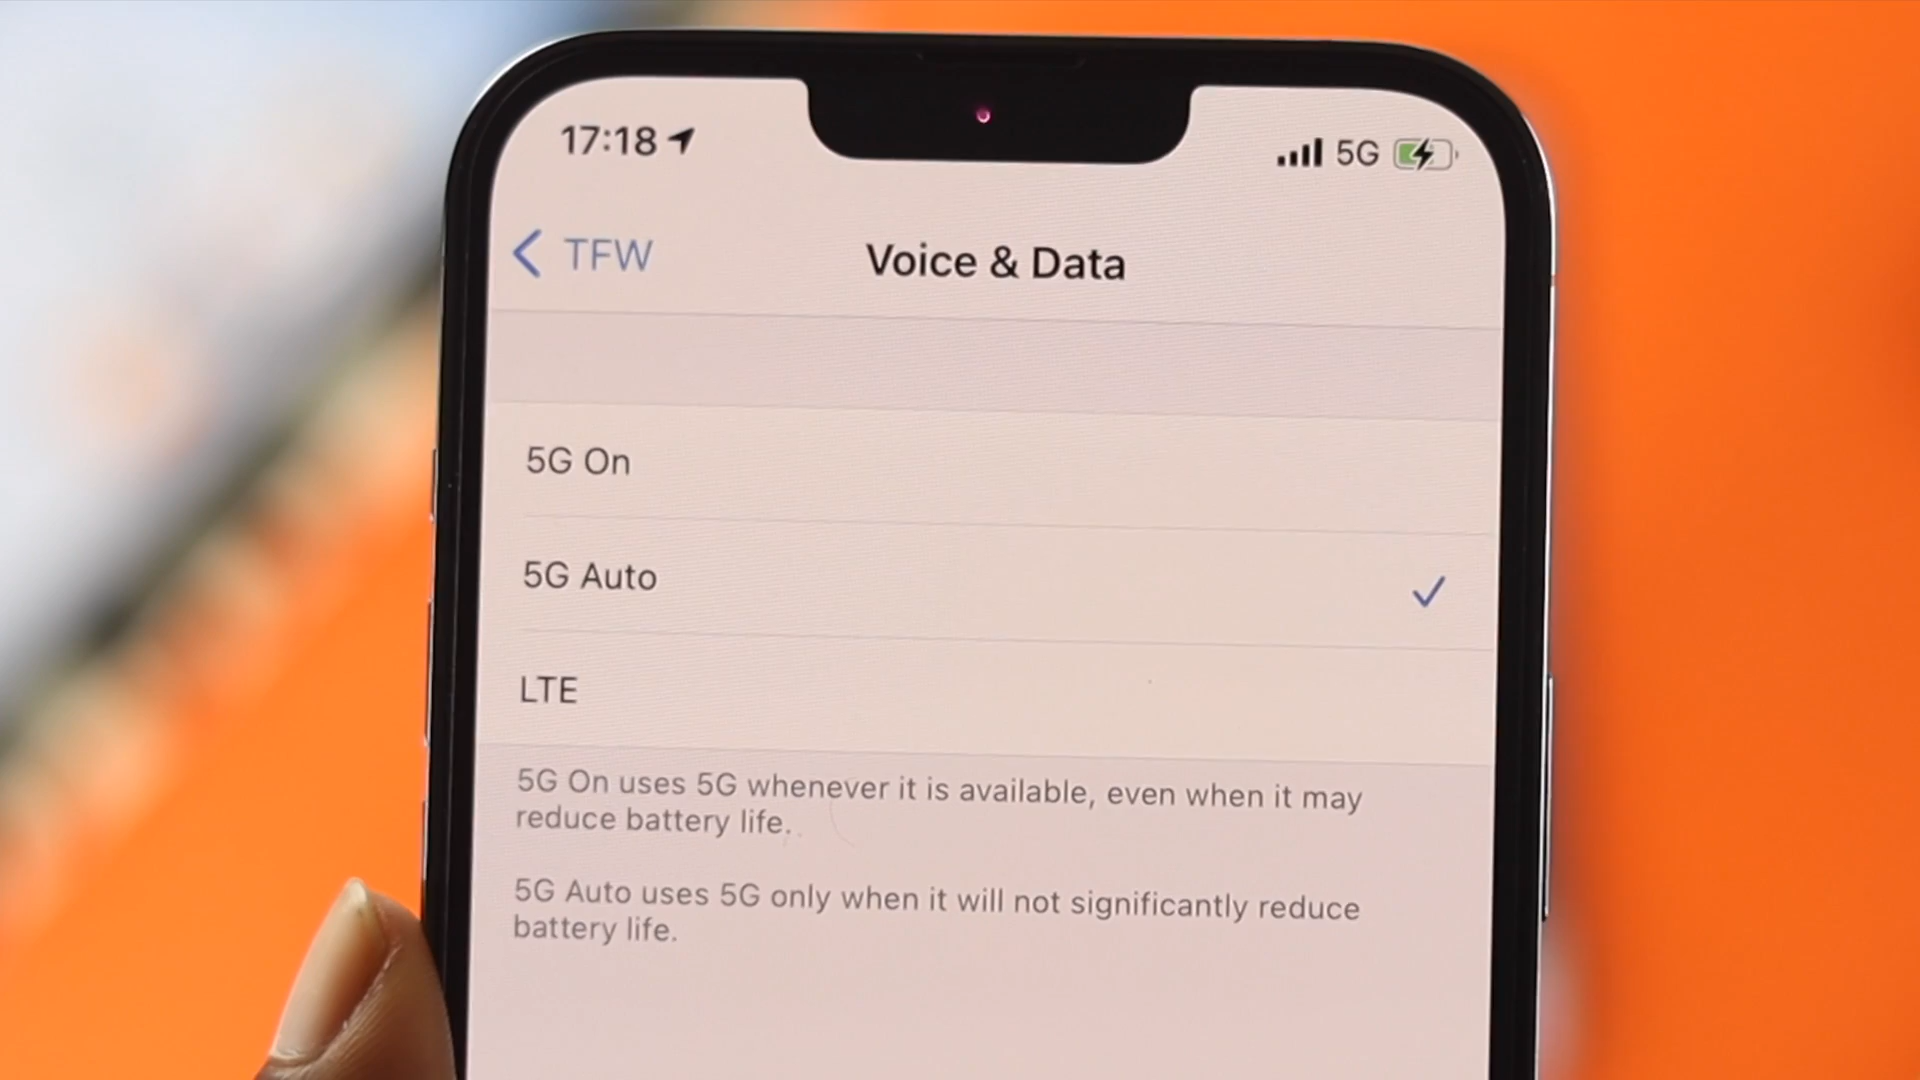 17:18
5G
TFW
Voice & Data
5G On
5G Auto
LTE
5G On uses 5G whenever it is available, even when it may
reduce battery life.
5G Auto uses 5G only when it will not significantly reduce
battery life.